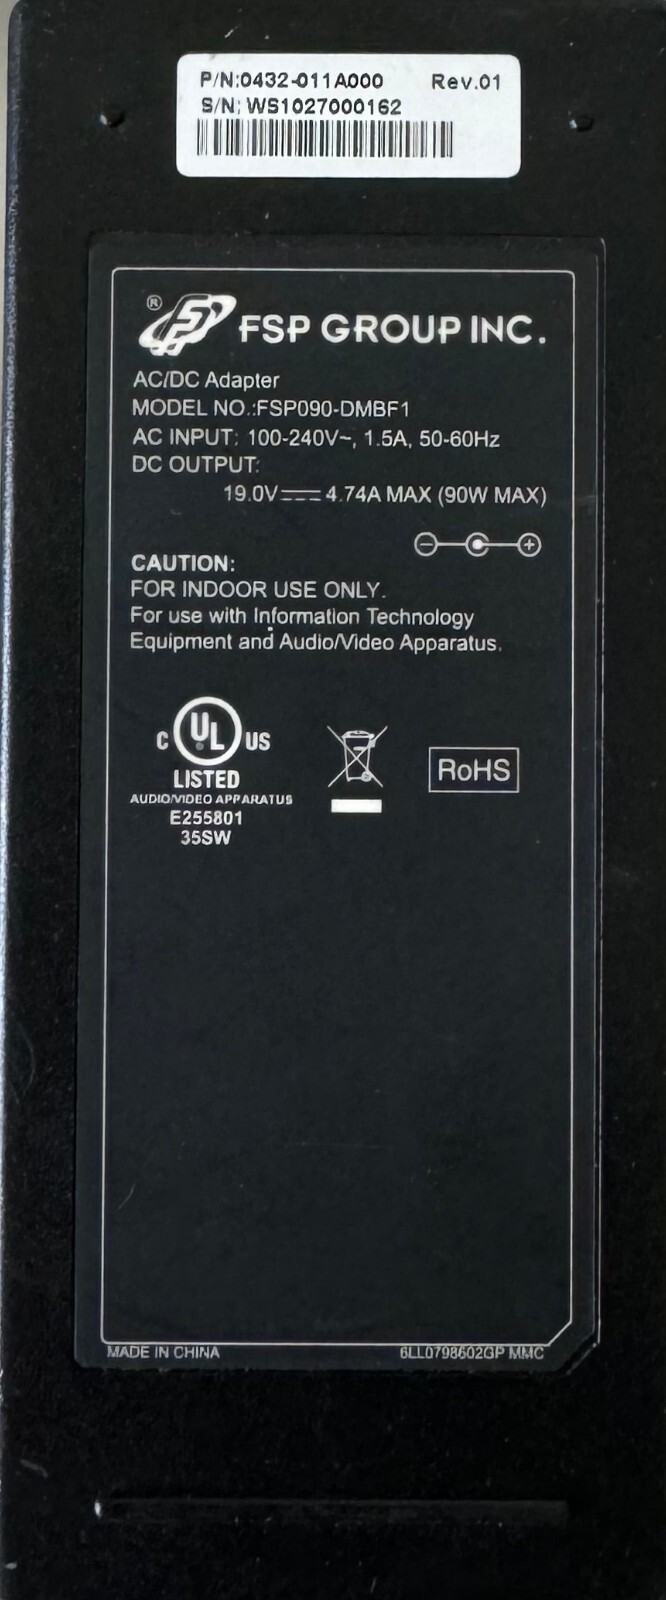 P/N:0432-011A000 Rev.01
S/N: WS1027000162
® FSP GROUP INC.
AC/DC Adapter
MODEL NO.:FSP090-DMBF1
AC INPUT: 100-240V~, 1.5A, 50-60Hz
DC OUTPUT:
19.0V⎓4.74A MAX (90W MAX)
CAUTION:
FOR INDOOR USE ONLY.
For use with Information Technology
Equipment and Audio/Video Apparatus.
C UL US
LISTED
AUDIO/VIDEO APPARATUS
E255801
35SW
RoHS
MADE IN CHINA 6LL0798602GP MMC